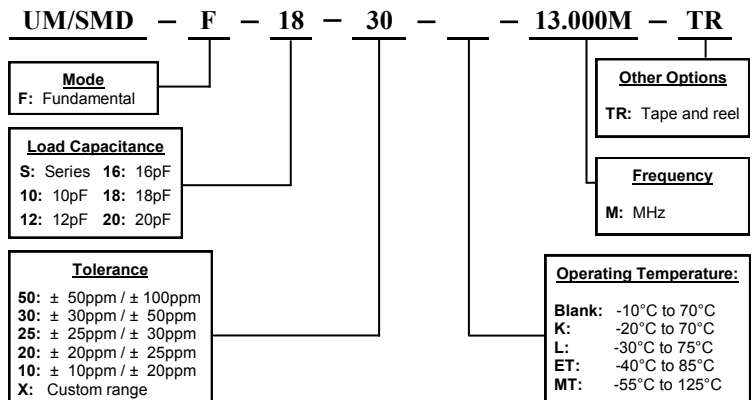 UM/SMD – F – 18 – 30 – – 13.000M – TR
Mode
F: Fundamental
Load Capacitance
S: Series 16: 16pF
10: 10pF 18: 18pF
12: 12pF 20: 20pF
Tolerance
50: ± 50ppm / ± 100ppm
30: ± 30ppm / ± 50ppm
25: ± 25ppm / ± 30ppm
20: ± 20ppm / ± 25ppm
10: ± 10ppm / ± 20ppm
X: Custom range
Other Options
TR: Tape and reel
Frequency
M: MHz
Operating Temperature:
Blank: -10°C to 70°C
K: -20°C to 70°C
L: -30°C to 75°C
ET: -40°C to 85°C
MT: -55°C to 125°C